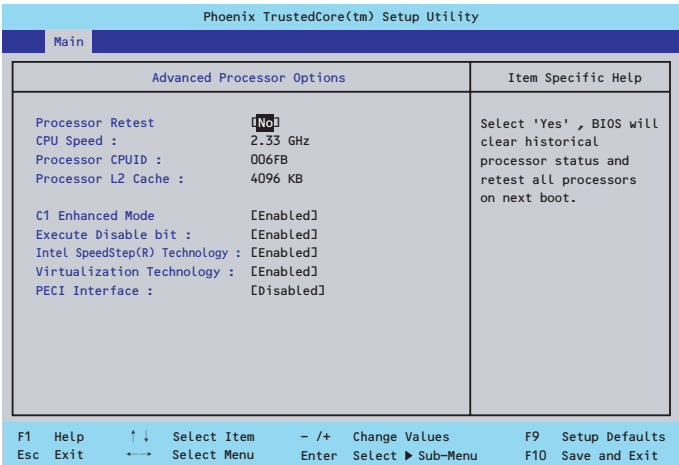 Phoenix TrustedCore(tm) Setup Utility
Main
Advanced Processor Options
Item Specific Help
Processor Retest [No]
CPU Speed : 2.33 GHz
Processor CPUID : 006FB
Processor L2 Cache : 4096 KB
C1 Enhanced Mode [Enabled]
Execute Disable bit : [Enabled]
Intel SpeedStep(R) Technology : [Enabled]
Virtualization Technology : [Enabled]
PECI Interface : [Disabled]
Select 'Yes' , BIOS will
clear historical
processor status and
retest all processors
on next boot.
F1 Help ↑↓ Select Item – /+ Change Values F9 Setup Defaults
Esc Exit ←→ Select Menu Enter Select ▶ Sub–Menu F10 Save and Exit